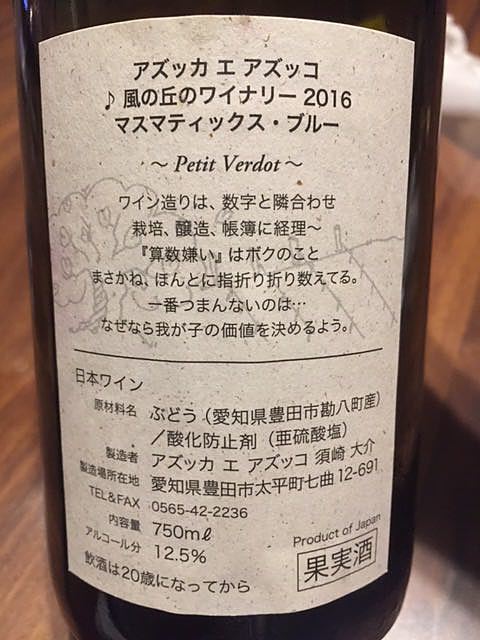 アズッカ エ アズッコ
♪ 風の丘のワイナリー 2016
マスマティックス・ブルー
～ Petit Verdot ～
ワイン造りは、数字と隣合わせ
栽培、醸造、帳簿に経理～
『算数嫌い』はボクのこと
まさかね、ほんとに指折り折り数えてる。
一番つまんないのは…
なぜなら我が子の価値を決めるよう。
日本ワイン
原材料名 ぶどう（愛知県豊田市勘八町産）
／酸化防止剤（亜硫酸塩）
製造者 アズッカ エ アズッコ 須崎 大介
製造場所在地 愛知県豊田市太平町七曲12-691
TEL&FAX 0565-42-2236
内容量 750mℓ
アルコール分 12.5%
飲酒は20歳になってから
Product of Japan
果実酒